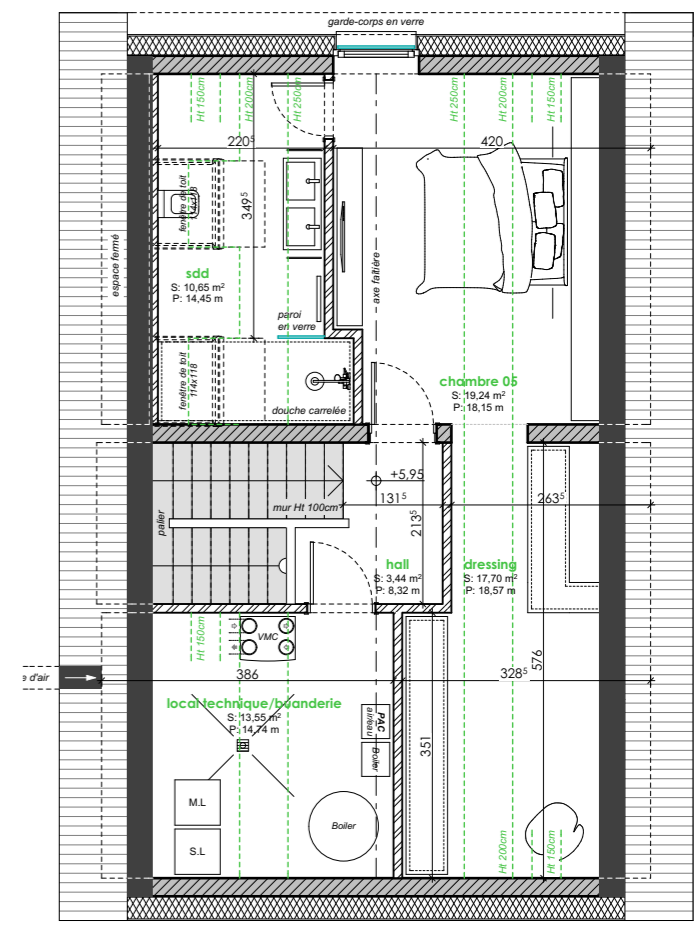 garde-corps en verre
Ht 150cm
Ht 200cm
Ht 250cm
Ht 250cm
Ht 200cm
Ht 150cm
220⁵
420
349⁵
fenêtre de toit
114x118
espace fermé
sdd
S: 10,65 m²
P: 14,45 m
axe faîtière
paroi
en verre
fenêtre de toit
114x118
douche carrelée
chambre 05
S: 19,24 m²
P: 18,15 m
+5,95
mur Ht 100cm
131⁵
263⁵
213⁵
palier
hall
S: 3,44 m²
P: 8,32 m
dressing
S: 17,70 m²
P: 18,57 m
Ht 150cm
VMC
e d'air
386
328⁵
576
local technique/buanderie
S: 13,55 m²
P: 14,74 m
PAC
air/eau
Boiler
351
M.L
S.L
Boiler
Ht 200cm
Ht 150cm